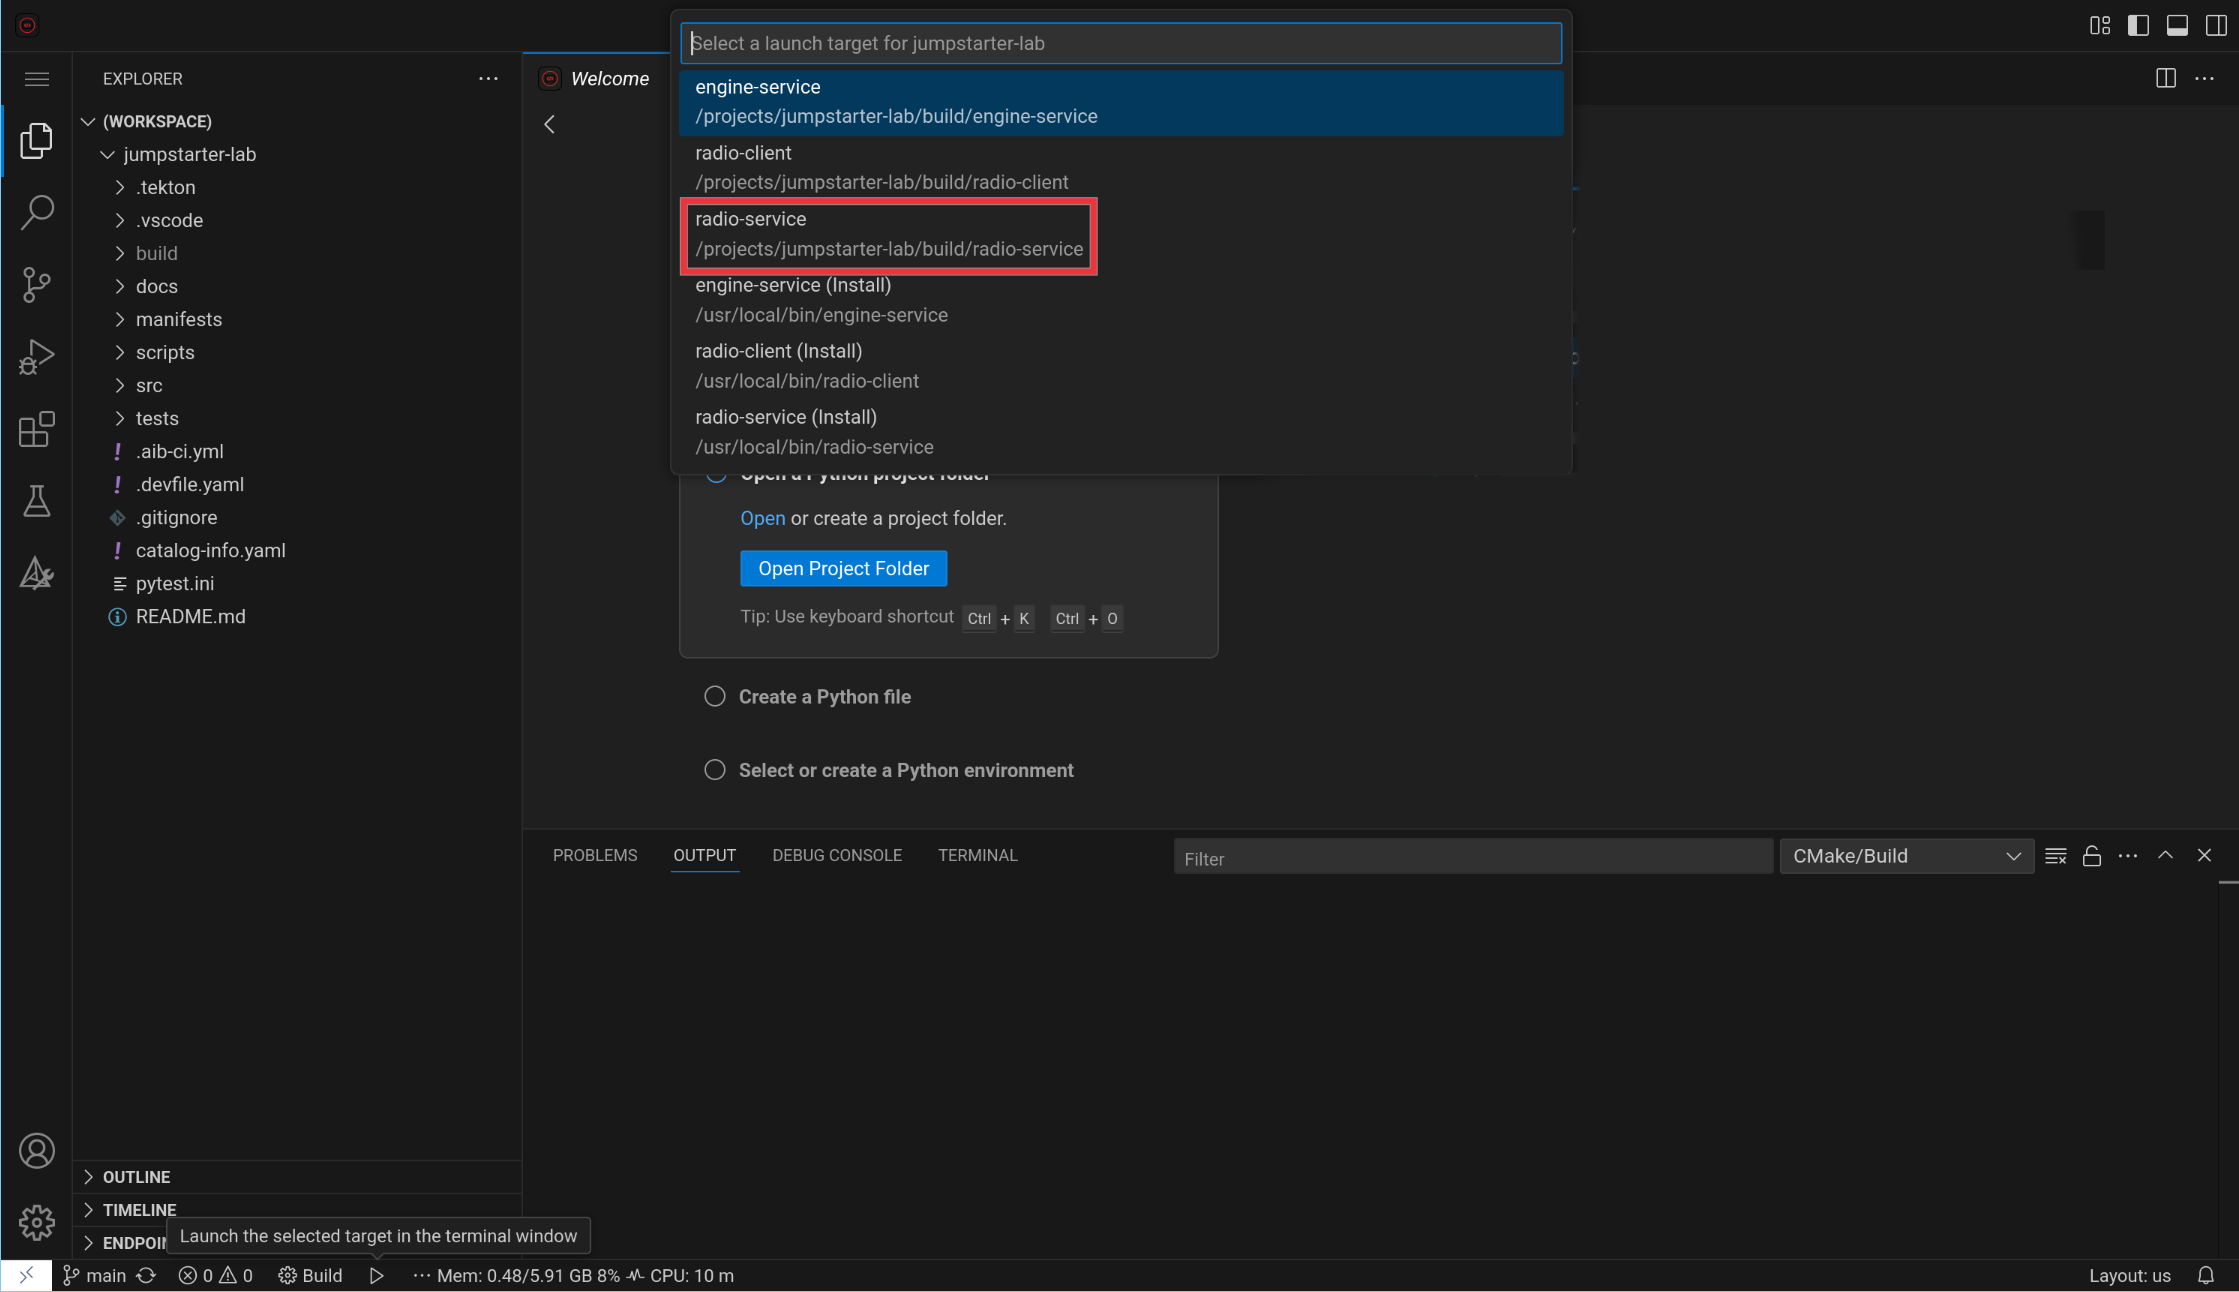 Select a launch target for jumpstarter-lab
engine-service
/projects/jumpstarter-lab/build/engine-service
radio-client
/projects/jumpstarter-lab/build/radio-client
radio-service
/projects/jumpstarter-lab/build/radio-service
engine-service (Install)
/usr/local/bin/engine-service
radio-client (Install)
/usr/local/bin/radio-client
radio-service (Install)
/usr/local/bin/radio-service
EXPLORER
(WORKSPACE)
jumpstarter-lab
.tekton
.vscode
build
docs
manifests
scripts
src
tests
.aib-ci.yml
.devfile.yaml
.gitignore
catalog-info.yaml
pytest.ini
README.md
OUTLINE
TIMELINE
Launch the selected target in the terminal window
Welcome
Open a Python project folder
Open or create a project folder.
Open Project Folder
Tip: Use keyboard shortcut Ctrl + K Ctrl + O
Create a Python file
Select or create a Python environment
PROBLEMS OUTPUT DEBUG CONSOLE TERMINAL Filter CMake/Build
main 0 0 Build Mem: 0.48/5.91 GB 8% CPU: 10 m Layout: us